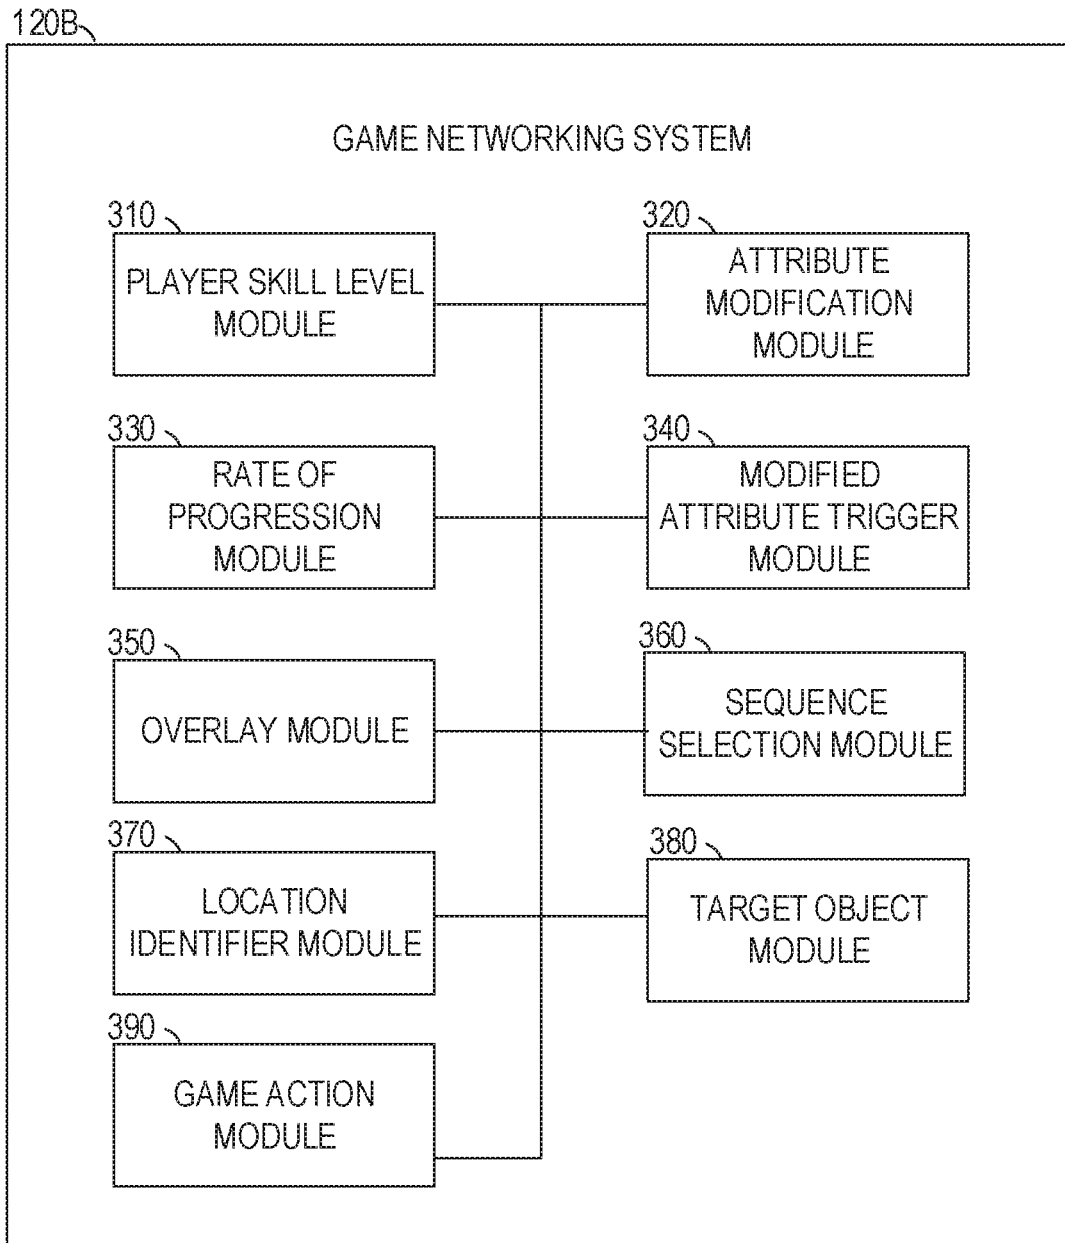 120B
GAME NETWORKING SYSTEM
310
PLAYER SKILL LEVEL
MODULE
320
ATTRIBUTE
MODIFICATION
MODULE
330
RATE OF
PROGRESSION
MODULE
340
MODIFIED
ATTRIBUTE TRIGGER
MODULE
350
OVERLAY MODULE
360
SEQUENCE
SELECTION MODULE
370
LOCATION
IDENTIFIER MODULE
380
TARGET OBJECT
MODULE
390
GAME ACTION
MODULE